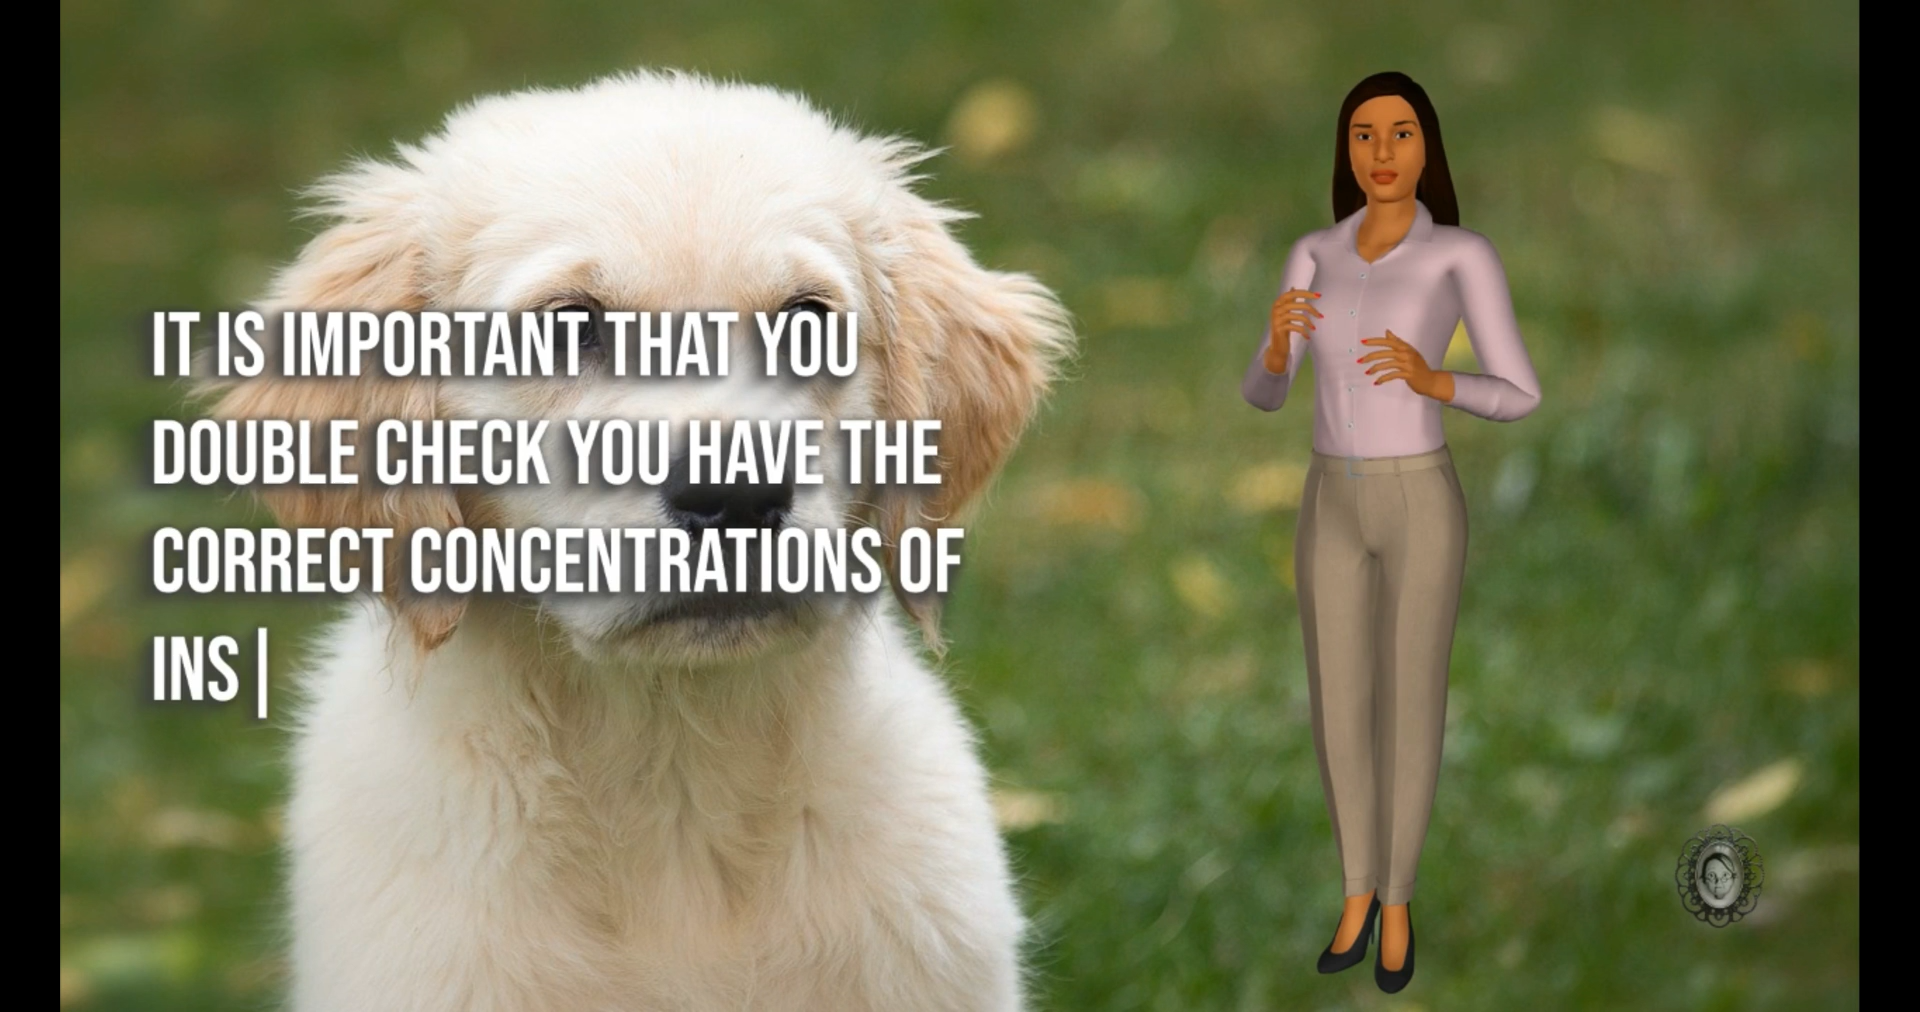 IT IS IMPORTANT THAT YOU
DOUBLE CHECK YOU HAVE THE
CORRECT CONCENTRATIONS OF
INS|